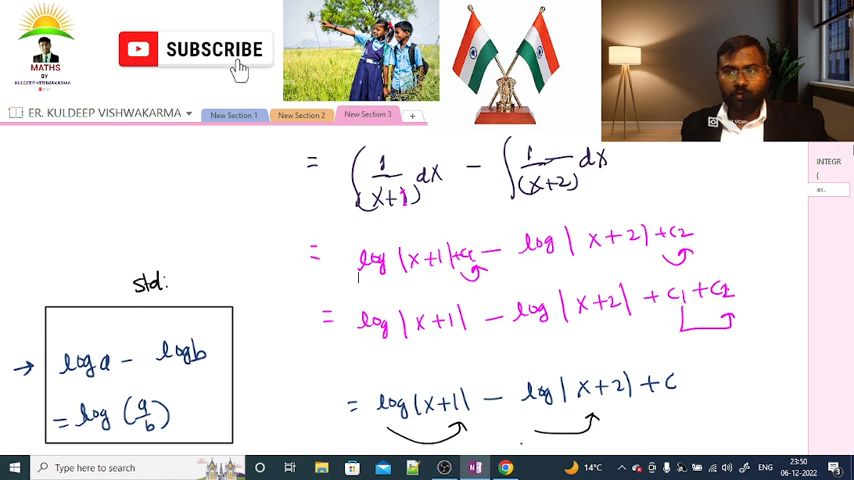 MATHS
BY
KULDEEP VISHWAKARMA
SUBSCRIBE
ER. KULDEEP VISHWAKARMA
New Section 1
New Section 2
New Section 3
+
INTEGR
(
ax.
= ∫ 1/(x+1) dx - ∫ 1/(x+2) dx
= log|x+1|+c1 - log|x+2|+c2
= log|x+1| - log|x+2| + c1+c2
= log|x+1| - log|x+2|+c
std:
→ log a - log b
= log (a/b)
Type here to search
14°C
ENG
23:50
06-12-2022
3